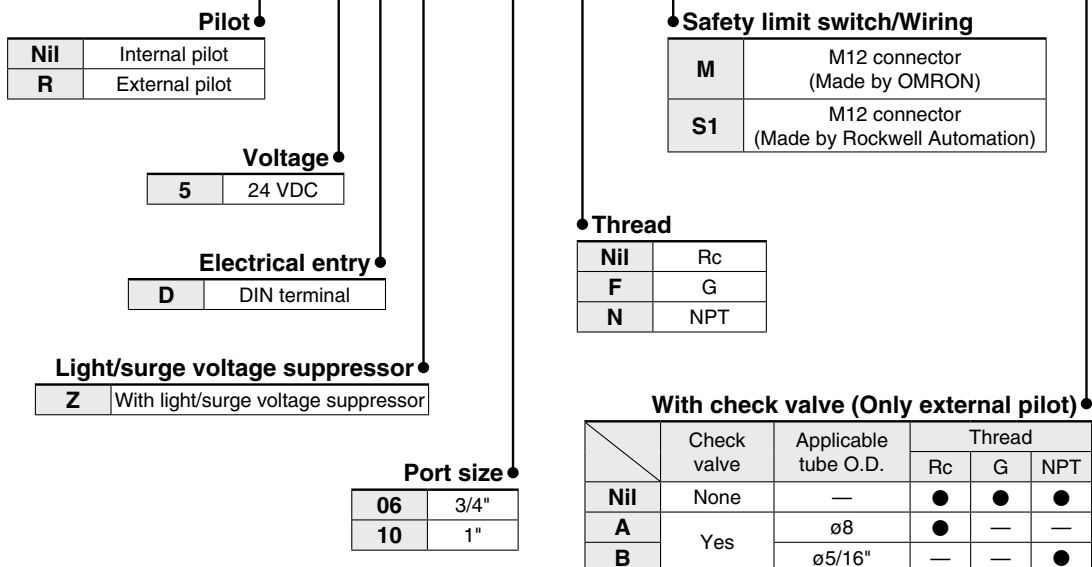 Pilot
Nil Internal pilot
R External pilot
Voltage
5 24 VDC
Electrical entry
D DIN terminal
Light/surge voltage suppressor
Z With light/surge voltage suppressor
Port size
06 3/4"
10 1"
Safety limit switch/Wiring
M M12 connector
(Made by OMRON)
S1 M12 connector
(Made by Rockwell Automation)
Thread
Nil Rc
F G
N NPT
With check valve (Only external pilot)
Check valve Applicable tube O.D. Thread
Rc G NPT
Nil None — ● ● ●
A Yes ø8 ● — —
B ø5/16" — — ●